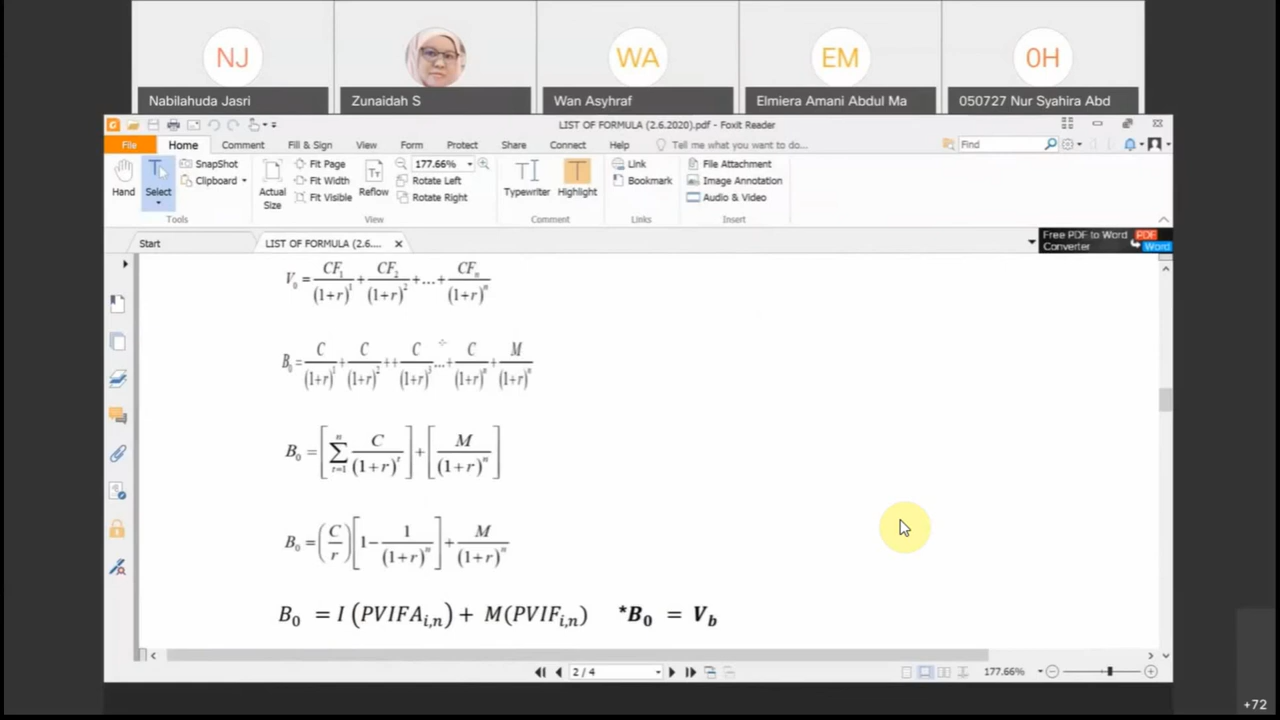 NJ
WA
EM
0H
Nabilahuda Jasri
Zunaidah S
Wan Asyhraf
Elmiera Amani Abdul Ma
050727 Nur Syahira Abd
LIST OF FORMULA (2.6.2020).pdf - Foxit Reader
File Home Comment Fill & Sign View Form Protect Share Connect Help Tell me what you want to do... Find
Hand
Select
SnapShot
Clipboard
Tools
Actual Size
Fit Page
Fit Width
Fit Visible
Reflow
177.66%
Rotate Left
Rotate Right
View
Typewriter
Highlight
Comment
Link
Bookmark
Links
File Attachment
Image Annotation
Audio & Video
Insert
Start
LIST OF FORMULA (2.6....
Free PDF to Word Converter
PDF
Word
V₀ = CF₁/(1+r)¹ + CF₂/(1+r)² + ... + CFₙ/(1+r)ⁿ
B₀ = C/(1+r)¹ + C/(1+r)² + + C/(1+r)³ ... + C/(1+r)ⁿ + M/(1+r)ⁿ
B₀ = [∑ₜ₌₁ⁿ C/(1+r)ᵗ] + [M/(1+r)ⁿ]
B₀ = (C/r)[1 − 1/(1+r)ⁿ] + M/(1+r)ⁿ
B₀ = I (PVIFA i,n) + M(PVIF i,n) *B₀ = V_b
2 / 4
177.66%
+72